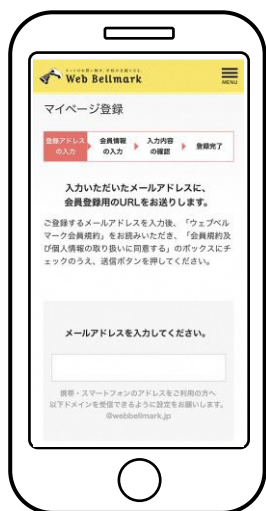 Web Bellmark
MENU
マイページ登録
登録アドレス
の入力
会員情報
の入力
入力内容
の確認
登録完了
入力いただいたメールアドレスに、
会員登録用のURLをお送りします。
ご登録するメールアドレスを入力後、「ウェブベル
マーク会員規約」をお読みいただき、「会員規約及
び個人情報の取り扱いに同意する」のボックスにチ
ェックのうえ、送信ボタンを押してください。
メールアドレスを入力してください。
携帯・スマートフォンのアドレスをご利用の方へ
以下ドメインを受信できるように設定をお願いします。
@webbellmark.jp